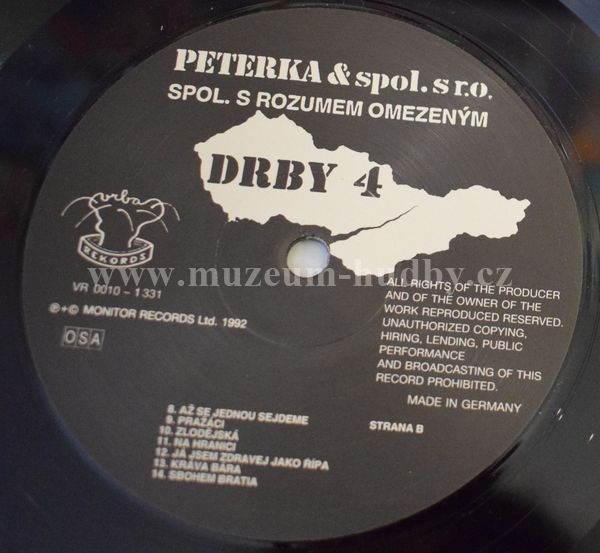 PETERKA & spol. s r.o.
SPOL. S ROZUMEM OMEZENÝM
DRBY 4
vrba
REKORDS
www.muzeum-hudby.cz
VR 0010 – 1331
℗+© MONITOR RECORDS Ltd. 1992
OSA
ALL RIGHTS OF THE PRODUCER
AND OF THE OWNER OF THE
WORK REPRODUCED RESERVED.
UNAUTHORIZED COPYING,
HIRING, LENDING, PUBLIC
PERFORMANCE
AND BROADCASTING OF THIS
RECORD PROHIBITED.
MADE IN GERMANY
8. AŽ SE JEDNOU SEJDEME
9. PRAŽÁCI
10. ZLODĚJSKÁ
11. NA HRANICI
12. JÁ JSEM ZDRAVEJ JAKO ŘÍPA
13. KRÁVA BÁRA
14. SBOHEM BRATIA
STRANA B